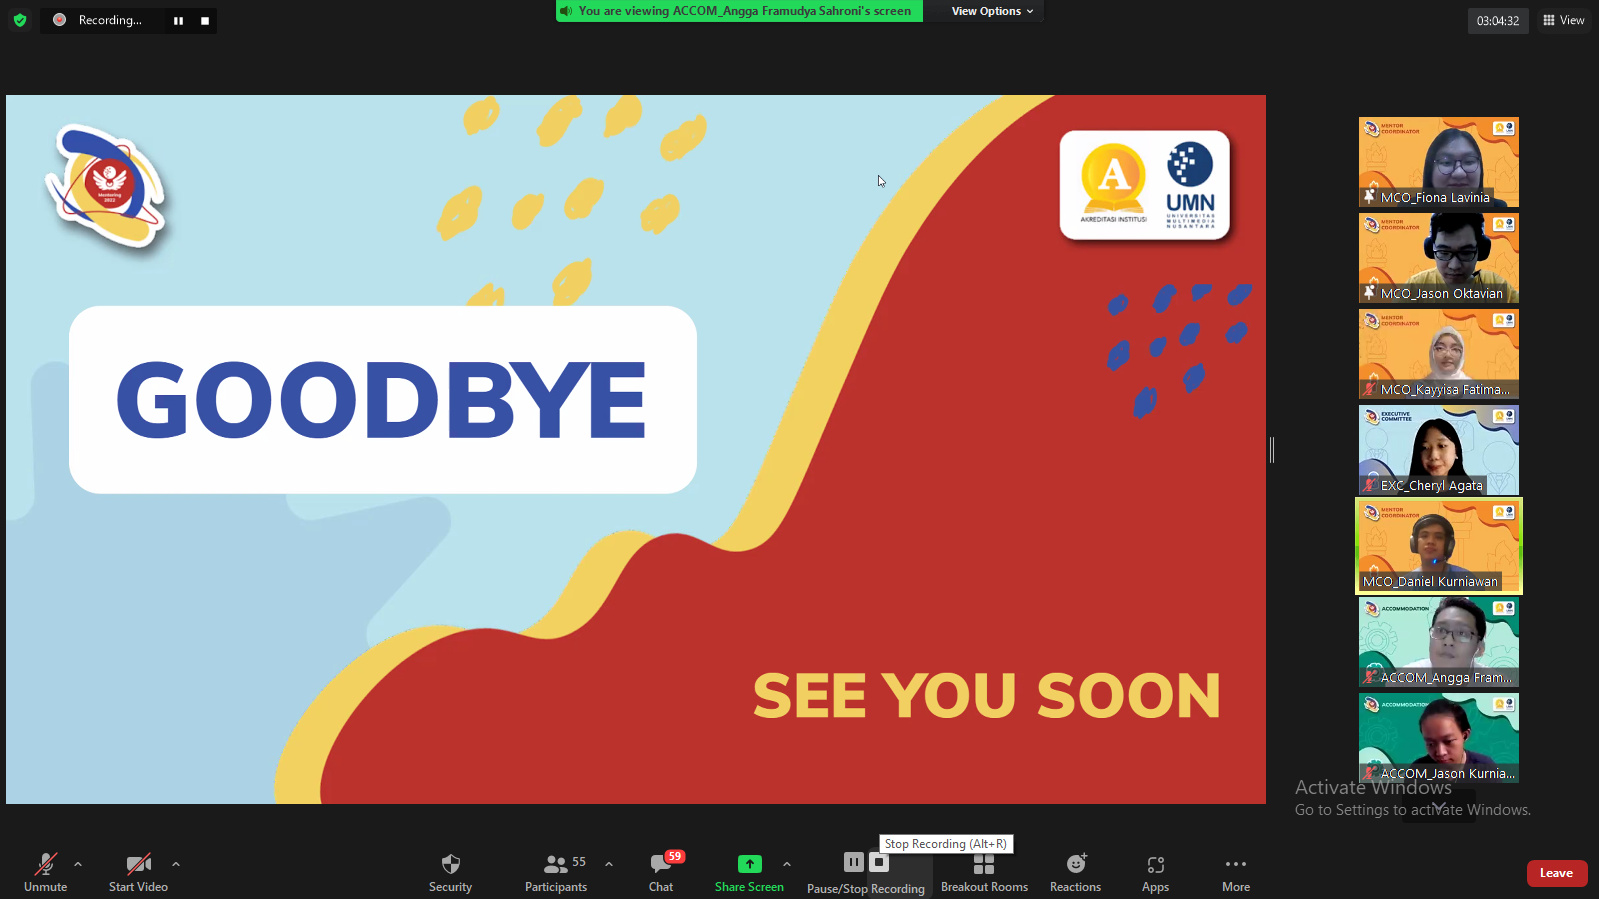 Recording...
You are viewing ACCOM_Angga Framudya Sahroni's screen
View Options
03:04:32
View
Mentoring
2022
A
AKREDITASI INSTITUSI
UMN
UNIVERSITAS
MULTIMEDIA
NUSANTARA
GOODBYE
SEE YOU SOON
MENTOR
COORDINATOR
MCO_Fiona Lavinia
MENTOR
COORDINATOR
MCO_Jason Oktavian
MENTOR
COORDINATOR
MCO_Kayyisa Fatima...
EXECUTIVE
COMMITTEE
EXC_Cheryl Agata
MENTOR
COORDINATOR
MCO_Daniel Kurniawan
ACCOMMODATION
ACCOM_Angga Fram...
ACCOMMODATION
ACCOM_Jason Kurnia...
Activate Windows
Go to Settings to activate Windows.
Stop Recording (Alt+R)
Unmute
Start Video
Security
55
Participants
59
Chat
Share Screen
Pause/Stop Recording
Breakout Rooms
Reactions
Apps
More
Leave